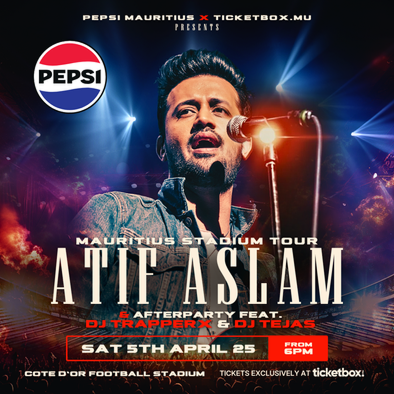 PEPSI MAURITIUS X TICKETBOX.MU
PRESENTS
PEPSI
MAURITIUS STADIUM TOUR
ATIF ASLAM
& AFTERPARTY FEAT.
DJ TRAPPERX & DJ TEJAS
SAT 5TH APRIL 25
FROM
6PM
COTE D'OR FOOTBALL STADIUM
TICKETS EXCLUSIVELY AT ticketbox